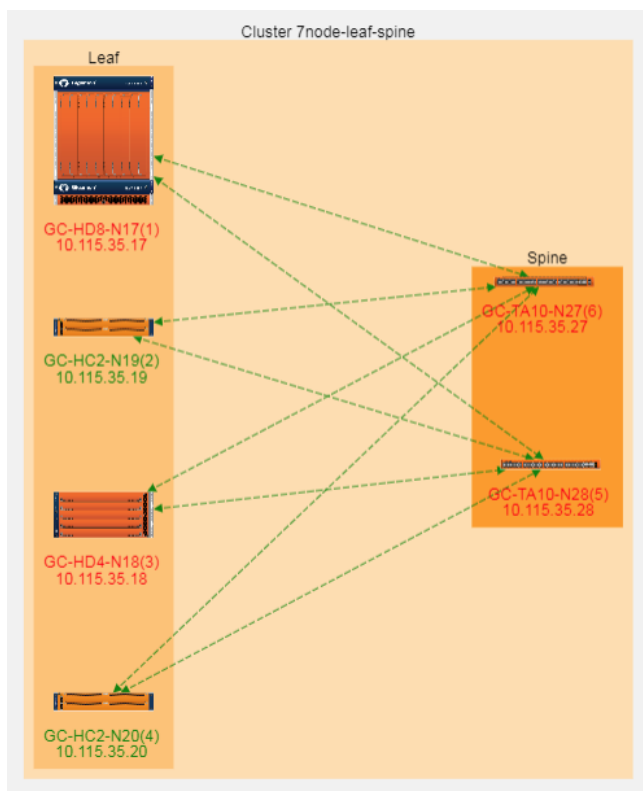 Cluster 7node-leaf-spine
Leaf
GC-HD8-N17(1)
10.115.35.17
Spine
GC-TA10-N27(6)
10.115.35.27
GC-HC2-N19(2)
10.115.35.19
GC-TA10-N28(5)
10.115.35.28
GC-HD4-N18(3)
10.115.35.18
GC-HC2-N20(4)
10.115.35.20